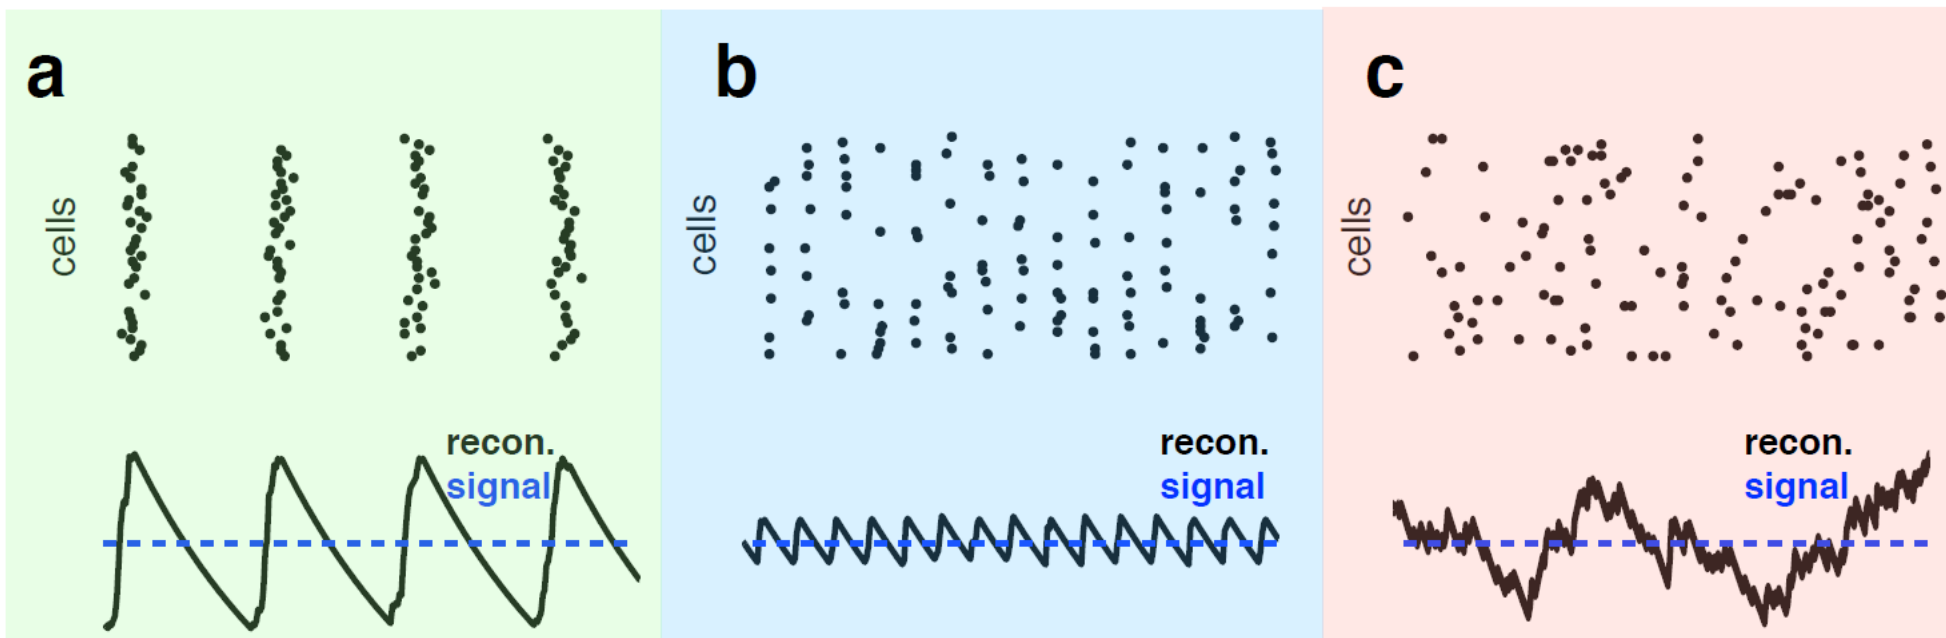 a
cells
recon.
signal
b
cells
recon.
signal
c
cells
recon.
signal